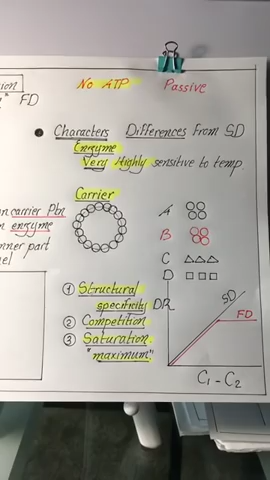 ion
No ATP Passive
" FD
Characters Differences from SD
Enzyme
Very Highly sensitive to temp.
Carrier
carrier Ptn
enzyme
nner part
el
A
B
C
D
① Structural
specificity DR
② Competition
③ Saturation
"maximum"
SD
FD
C₁ - C₂